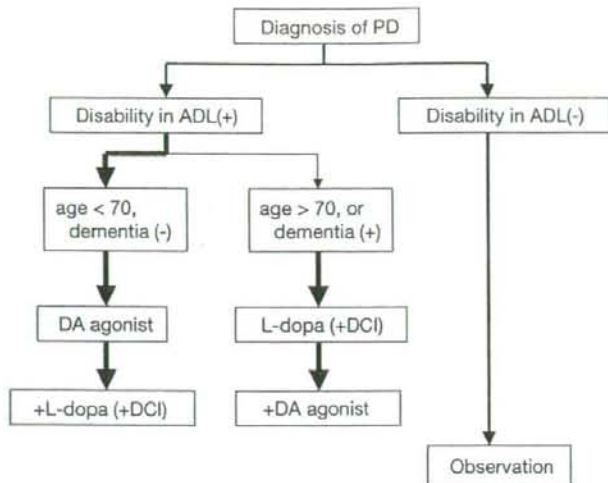 Diagnosis of PD
Disability in ADL(+)
Disability in ADL(-)
age < 70,
dementia (-)
age > 70, or
dementia (+)
DA agonist
L-dopa (+DCI)
+L-dopa (+DCI)
+DA agonist
Observation